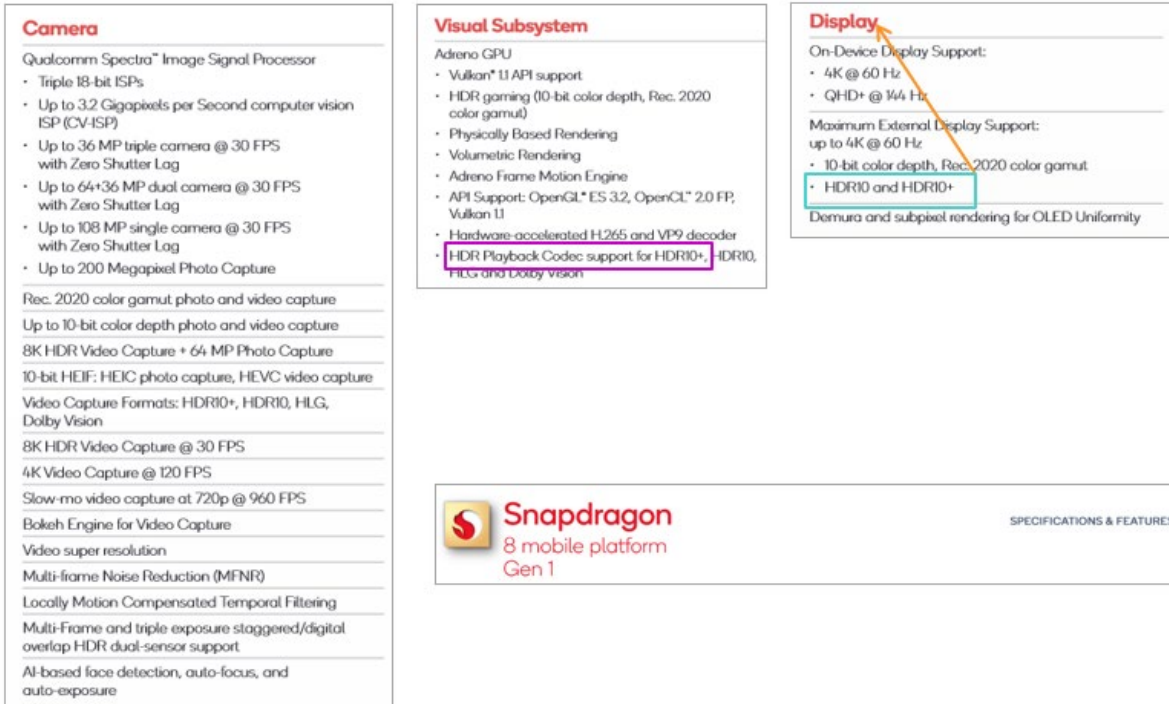 Camera
Qualcomm Spectra™ Image Signal Processor
• Triple 18-bit ISPs
• Up to 3.2 Gigapixels per Second computer vision
ISP (CV-ISP)
• Up to 36 MP triple camera @ 30 FPS
with Zero Shutter Lag
• Up to 64+36 MP dual camera @ 30 FPS
with Zero Shutter Lag
• Up to 108 MP single camera @ 30 FPS
with Zero Shutter Lag
• Up to 200 Megapixel Photo Capture
Rec. 2020 color gamut photo and video capture
Up to 10-bit color depth photo and video capture
8K HDR Video Capture + 64 MP Photo Capture
10-bit HEIF: HEIC photo capture, HEVC video capture
Video Capture Formats: HDR10+, HDR10, HLG,
Dolby Vision
8K HDR Video Capture @ 30 FPS
4K Video Capture @ 120 FPS
Slow-mo video capture at 720p @ 960 FPS
Bokeh Engine for Video Capture
Video super resolution
Multi-frame Noise Reduction (MFNR)
Locally Motion Compensated Temporal Filtering
Multi-Frame and triple exposure staggered/digital
overlap HDR dual-sensor support
AI-based face detection, auto-focus, and
auto-exposure
Visual Subsystem
Adreno GPU
• Vulkan® 1.1 API support
• HDR gaming (10-bit color depth, Rec. 2020
color gamut)
• Physically Based Rendering
• Volumetric Rendering
• Adreno Frame Motion Engine
• API Support: OpenGL® ES 3.2, OpenCL™ 2.0 FP,
Vulkan 1.1
• Hardware-accelerated H.265 and VP9 decoder
• HDR Playback Codec support for HDR10+, HDR10,
HLG and Dolby Vision
Display
On-Device Display Support:
• 4K @ 60 Hz
• QHD+ @ 144 Hz
Maximum External Display Support:
up to 4K @ 60 Hz
• 10-bit color depth, Rec. 2020 color gamut
• HDR10 and HDR10+
Demura and subpixel rendering for OLED Uniformity
Snapdragon
8 mobile platform
Gen 1
SPECIFICATIONS & FEATURES